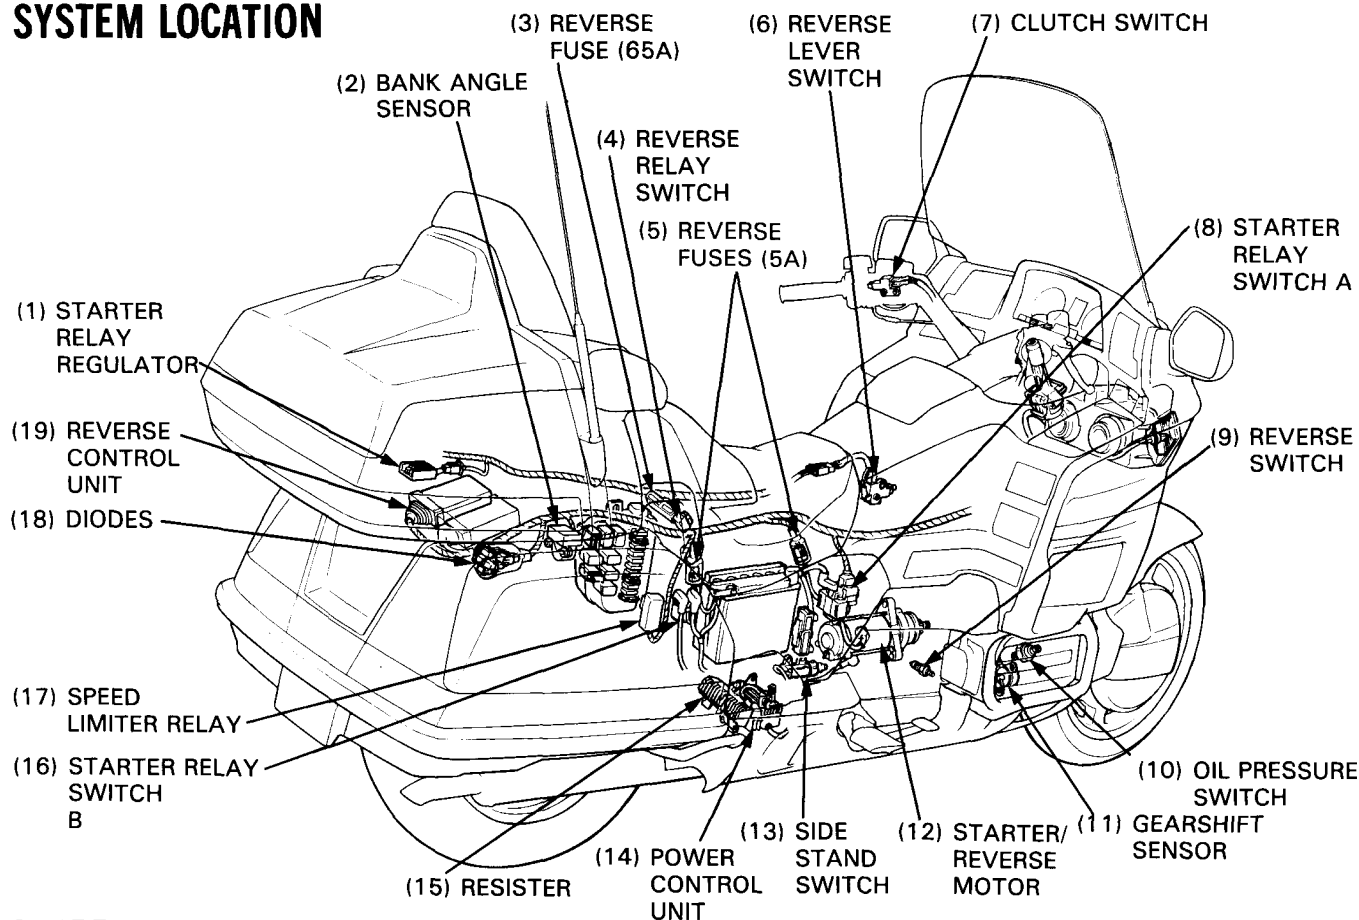 SYSTEM LOCATION
(1) STARTER
RELAY
REGULATOR
(2) BANK ANGLE
SENSOR
(3) REVERSE
FUSE (65A)
(4) REVERSE
RELAY
SWITCH
(5) REVERSE
FUSES (5A)
(6) REVERSE
LEVER
SWITCH
(7) CLUTCH SWITCH
(8) STARTER
RELAY
SWITCH A
(9) REVERSE
SWITCH
(10) OIL PRESSURE
SWITCH
(11) GEARSHIFT
SENSOR
(12) STARTER/
REVERSE
MOTOR
(13) SIDE
STAND
SWITCH
(14) POWER
CONTROL
UNIT
(15) RESISTER
(16) STARTER RELAY
SWITCH
B
(17) SPEED
LIMITER RELAY
(18) DIODES
(19) REVERSE
CONTROL
UNIT